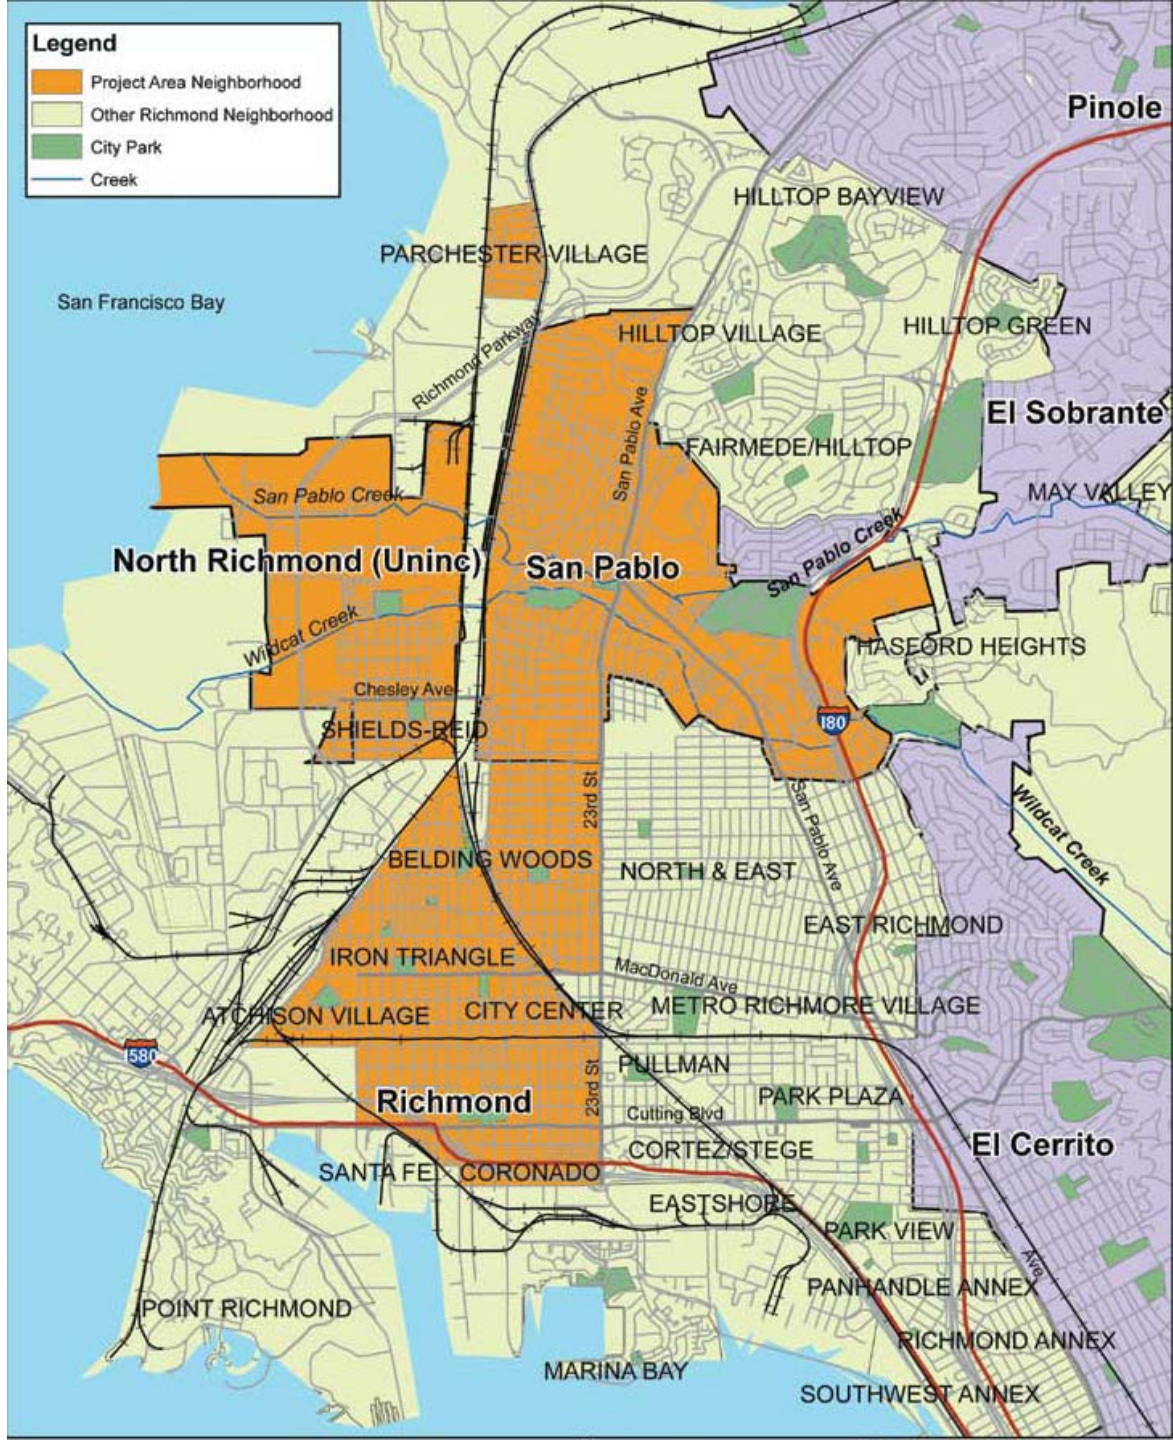 Legend
Project Area Neighborhood
Other Richmond Neighborhood
City Park
Creek
Pinole
HILLTOP BAYVIEW
PARCHESTER VILLAGE
San Francisco Bay
HILLTOP VILLAGE
HILLTOP GREEN
Richmond Parkway
San Pablo Ave
El Sobrante
FAIRMEDE/HILLTOP
MAY VALLEY
San Pablo Creek
San Pablo Creek
North Richmond (Uninc)
San Pablo
Wildcat Creek
HASFORD HEIGHTS
Chesley Ave
SHIELDS-REID
I80
23rd St
San Pablo Ave
Wildcat Creek
BELDING WOODS
NORTH & EAST
EAST RICHMOND
IRON TRIANGLE
MacDonald Ave
METRO RICHMORE VILLAGE
ATCHISON VILLAGE
CITY CENTER
I580
PULLMAN
23rd St
PARK PLAZA
Richmond
Cutting Blvd
El Cerrito
CORTEZ/STEGE
SANTA FE
CORONADO
EASTSHORE
PARK VIEW
Ave
PANHANDLE ANNEX
POINT RICHMOND
RICHMOND ANNEX
MARINA BAY
SOUTHWEST ANNEX